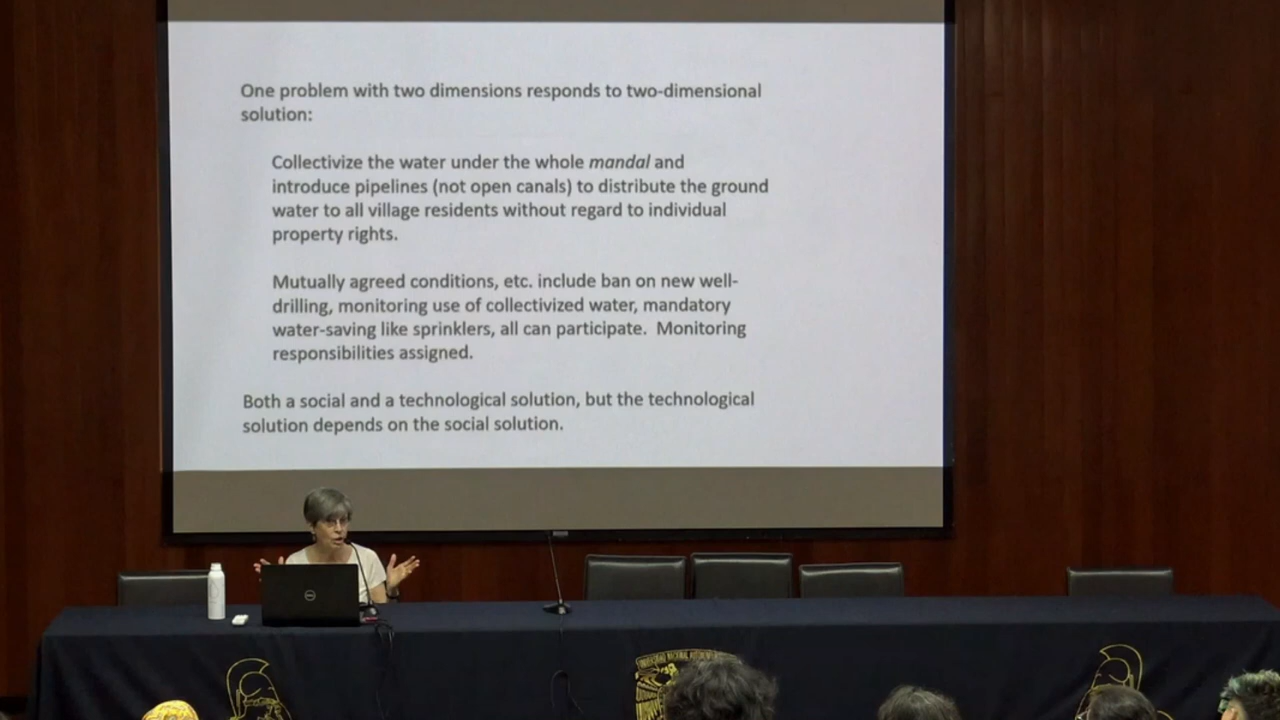 One problem with two dimensions responds to two-dimensional
solution:
Collectivize the water under the whole mandal and
introduce pipelines (not open canals) to distribute the ground
water to all village residents without regard to individual
property rights.
Mutually agreed conditions, etc. include ban on new well-
drilling, monitoring use of collectivized water, mandatory
water-saving like sprinklers, all can participate.  Monitoring
responsibilities assigned.
Both a social and a technological solution, but the technological
solution depends on the social solution.
DELL